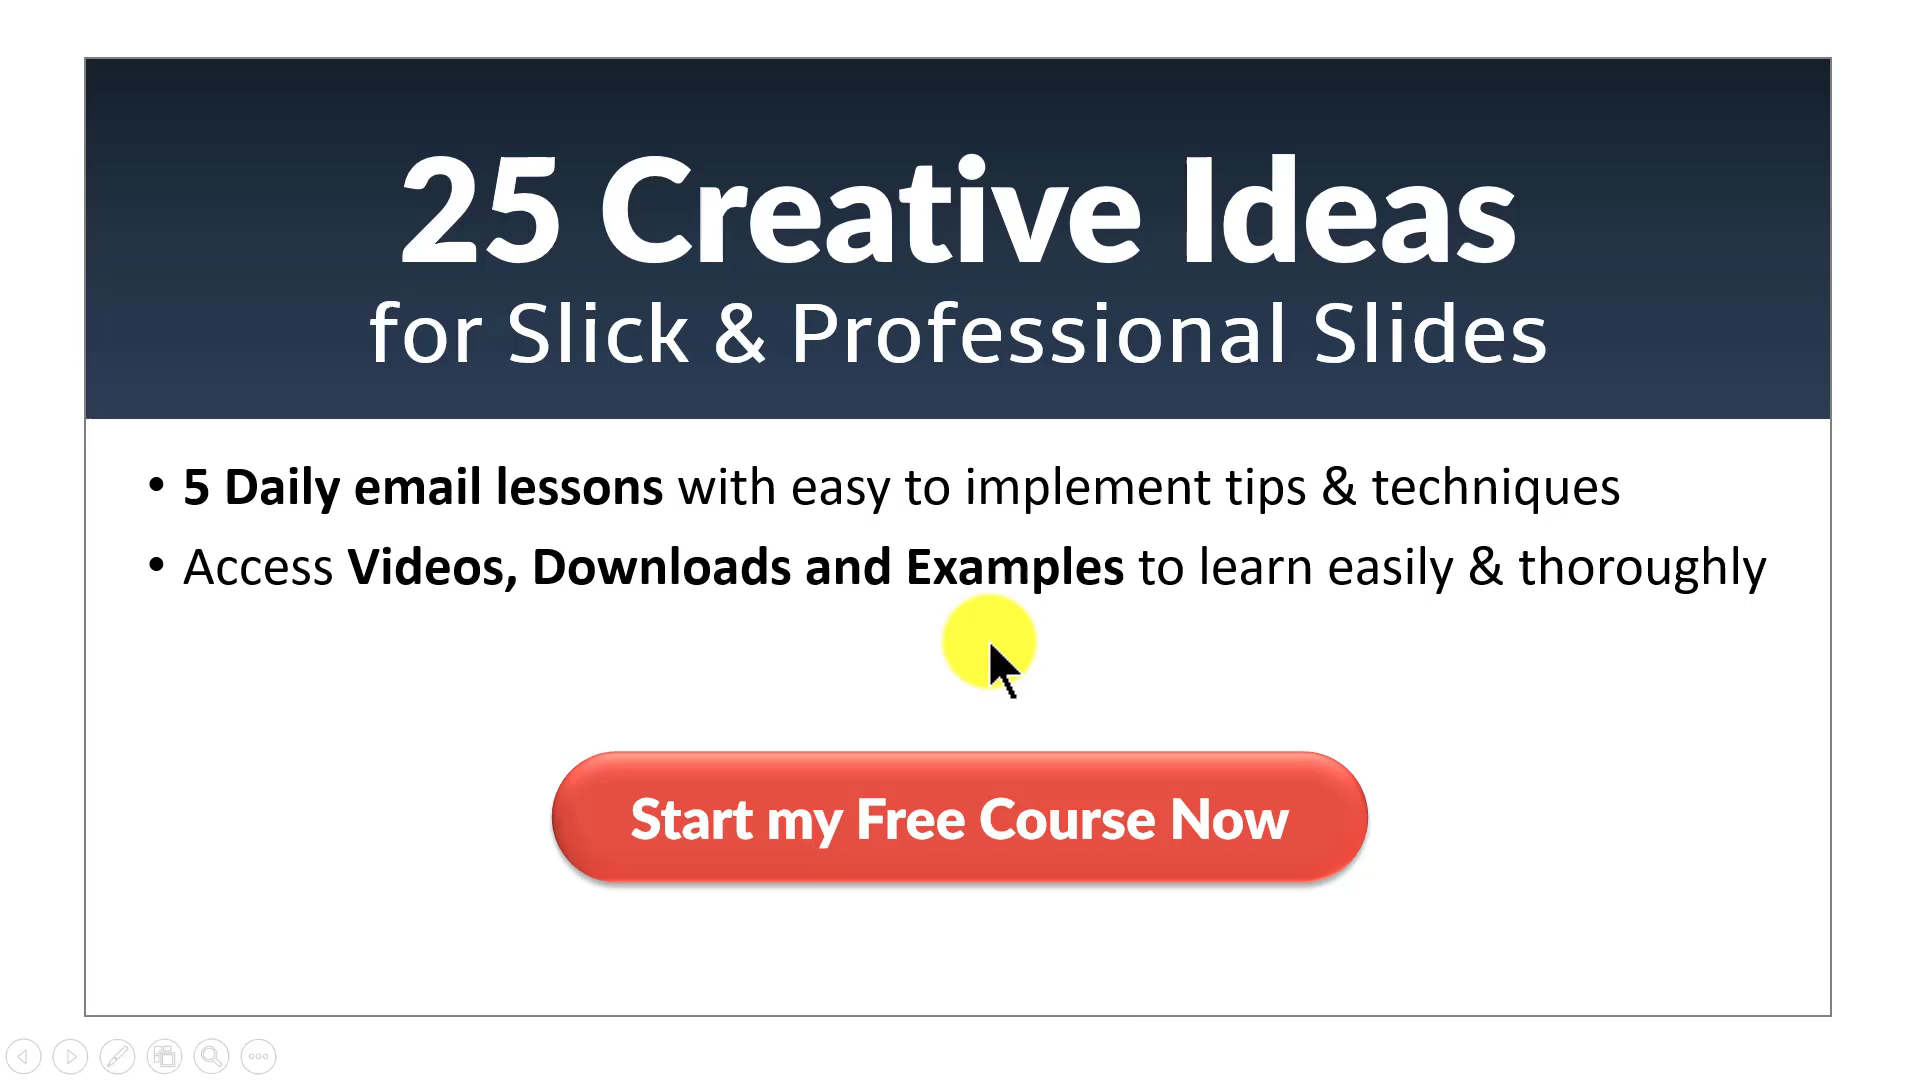 25 Creative Ideas
for Slick & Professional Slides
• 5 Daily email lessons with easy to implement tips & techniques
• Access Videos, Downloads and Examples to learn easily & thoroughly
Start my Free Course Now